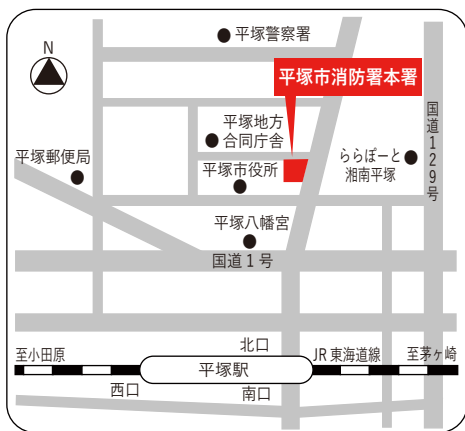 平塚警察署
N
平塚市消防署本署
平塚地方
合同庁舎
国道129号
平塚郵便局
平塚市役所
ららぽーと
湘南平塚
平塚八幡宮
国道1号
北口
至小田原
JR東海道線
至茅ヶ崎
平塚駅
西口
南口